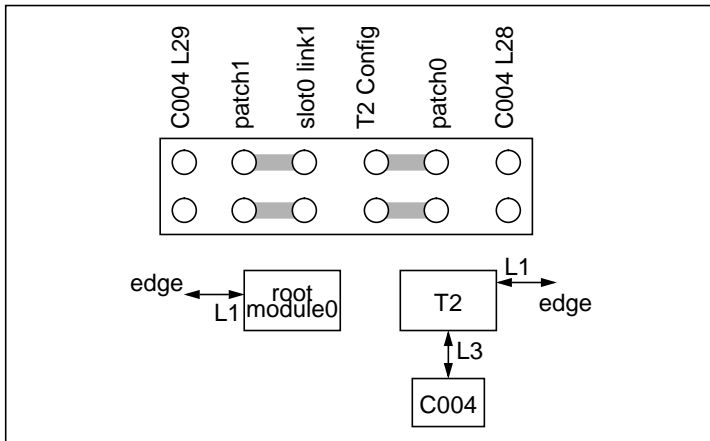 C004 L29
patch1
slot0 link1
T2 Config
patch0
C004 L28
edge
L1
root
module0
T2
L1
edge
L3
C004